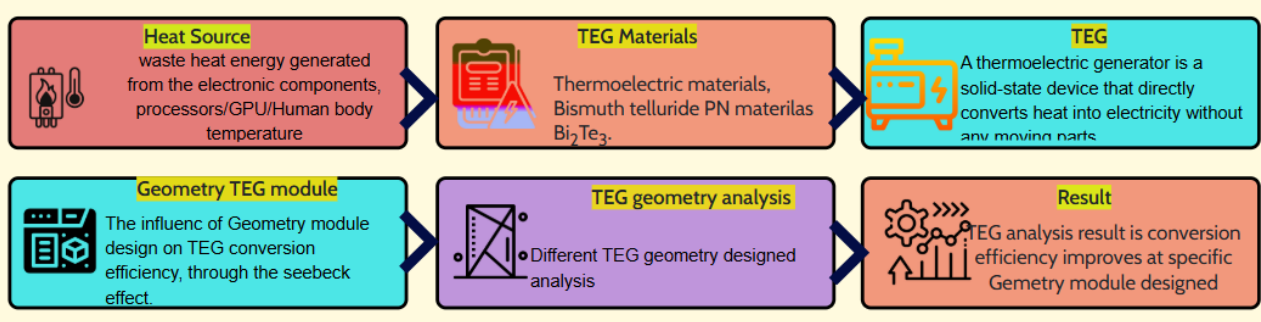 Heat Source
waste heat energy generated
from the electronic components,
processors/GPU/Human body
temperature
TEG Materials
Thermoelectric materials,
Bismuth telluride PN materilas
Bi₂Te₃.
TEG
A thermoelectric generator is a
solid-state device that directly
converts heat into electricity without
any moving parts
Geometry TEG module
The influenc of Geometry module
design on TEG conversion
efficiency, through the seebeck
effect.
TEG geometry analysis
Different TEG geometry designed
analysis
Result
TEG analysis result is conversion
efficiency improves at specific
Gemetry module designed